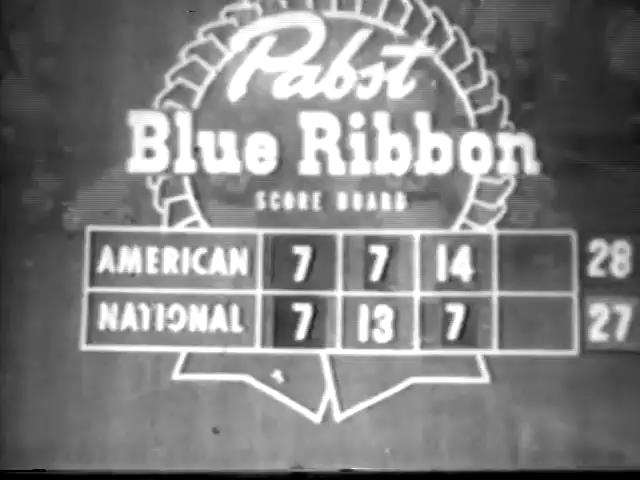 Pabst
Blue Ribbon
SCORE BOARD
AMERICAN 7 7 14 28
NATIONAL 7 13 7 27